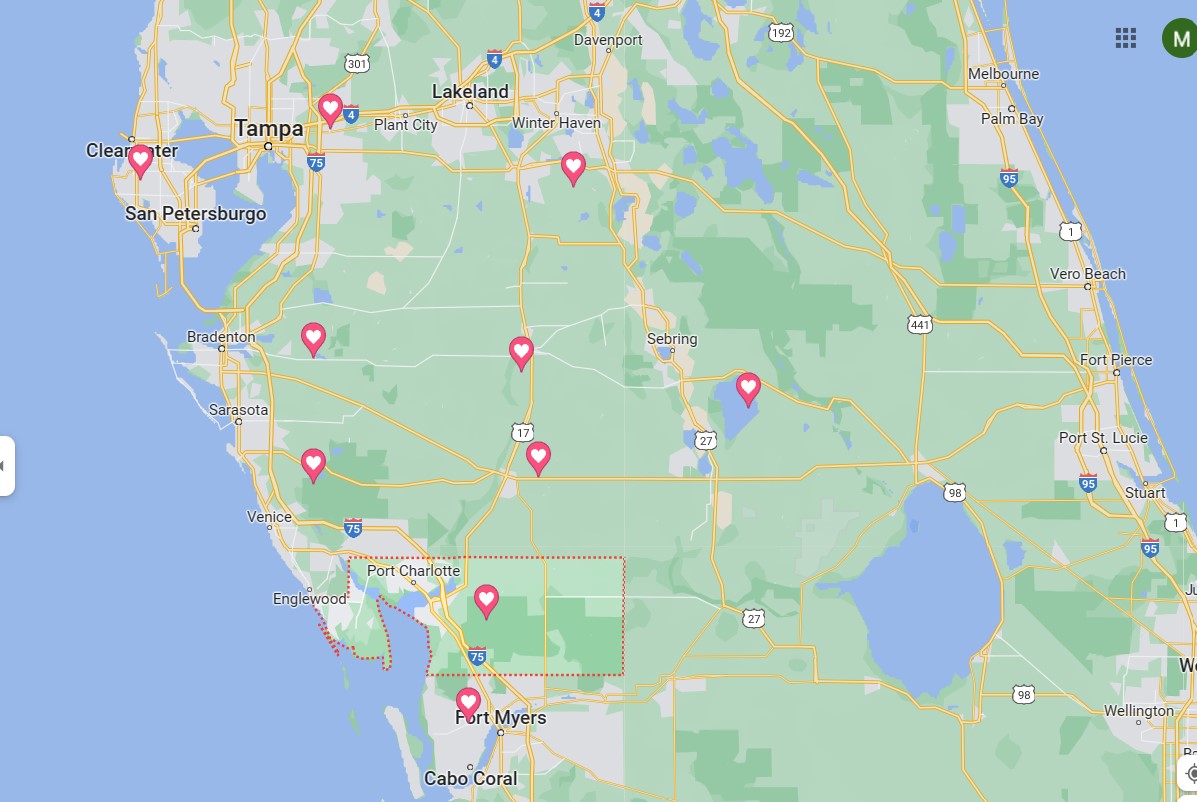 4
192
Davenport
301
4
Melbourne
Lakeland
4
Plant City
Winter Haven
Palm Bay
Tampa
Clear
ter
75
95
San Petersburgo
1
Vero Beach
441
Bradenton
Sebring
Fort Pierce
Sarasota
17
27
Port St. Lucie
95
98
Stuart
Venice
75
1
95
Port Charlotte
Englewood
27
75
98
Wellington
Fort Myers
Cabo Coral
M